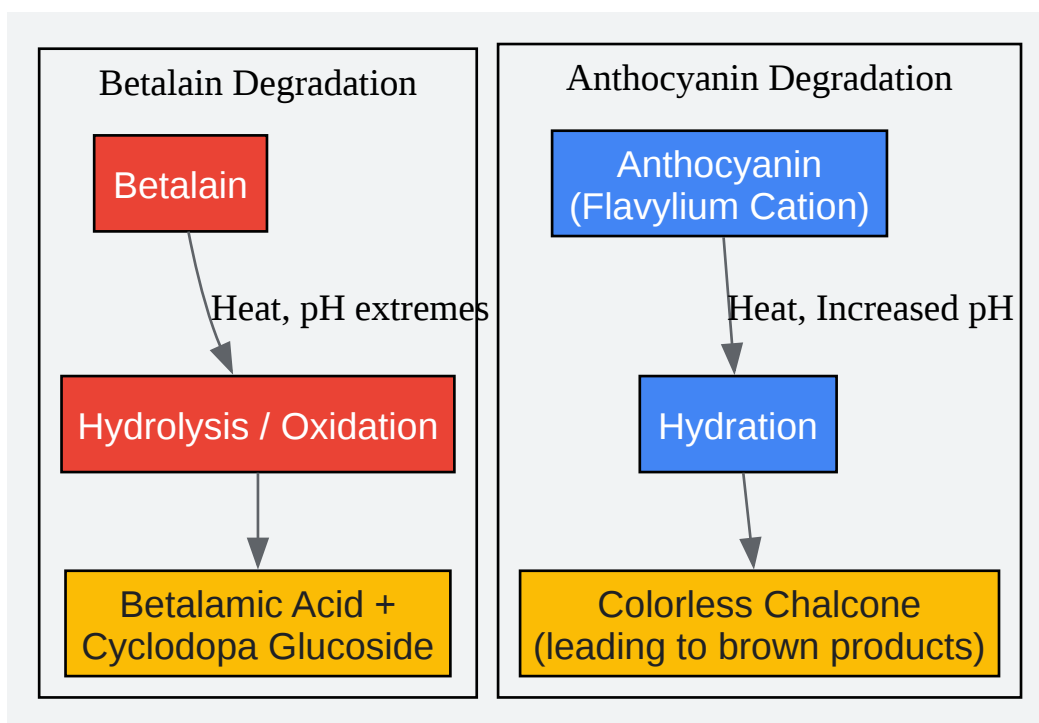 Betalain Degradation
Betalain
Heat, pH extremes
Hydrolysis / Oxidation
Betalamic Acid +
Cyclodopa Glucoside
Anthocyanin Degradation
Anthocyanin
(Flavylium Cation)
Heat, Increased pH
Hydration
Colorless Chalcone
(leading to brown products)